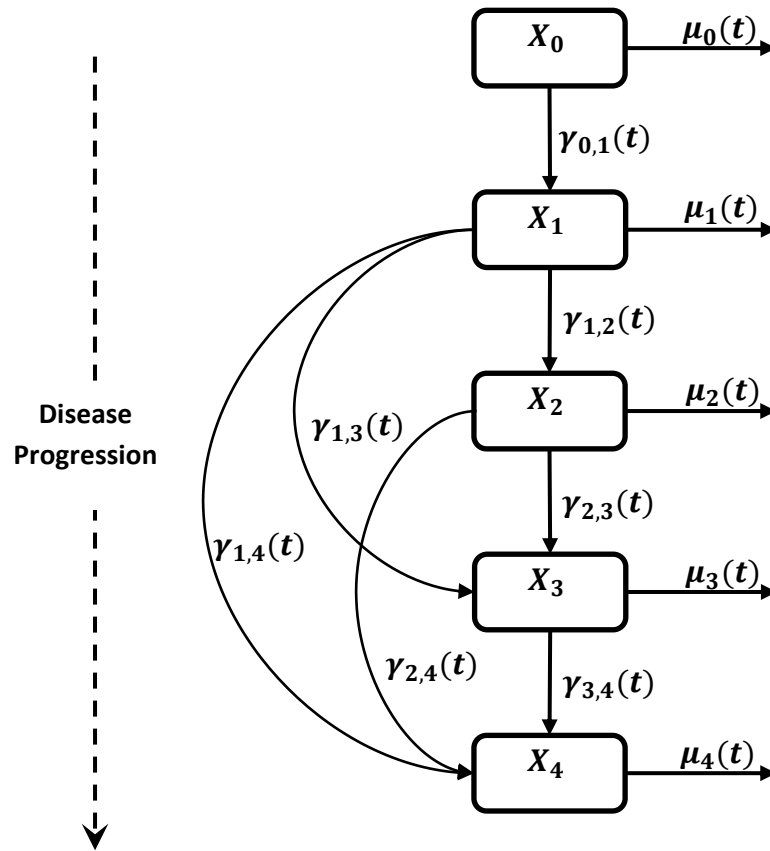 X₀
μ₀(t)
γ₀,₁(t)
X₁
μ₁(t)
γ₁,₂(t)
X₂
μ₂(t)
Disease
Progression
γ₁,₃(t)
γ₂,₃(t)
γ₁,₄(t)
X₃
μ₃(t)
γ₂,₄(t)
γ₃,₄(t)
X₄
μ₄(t)